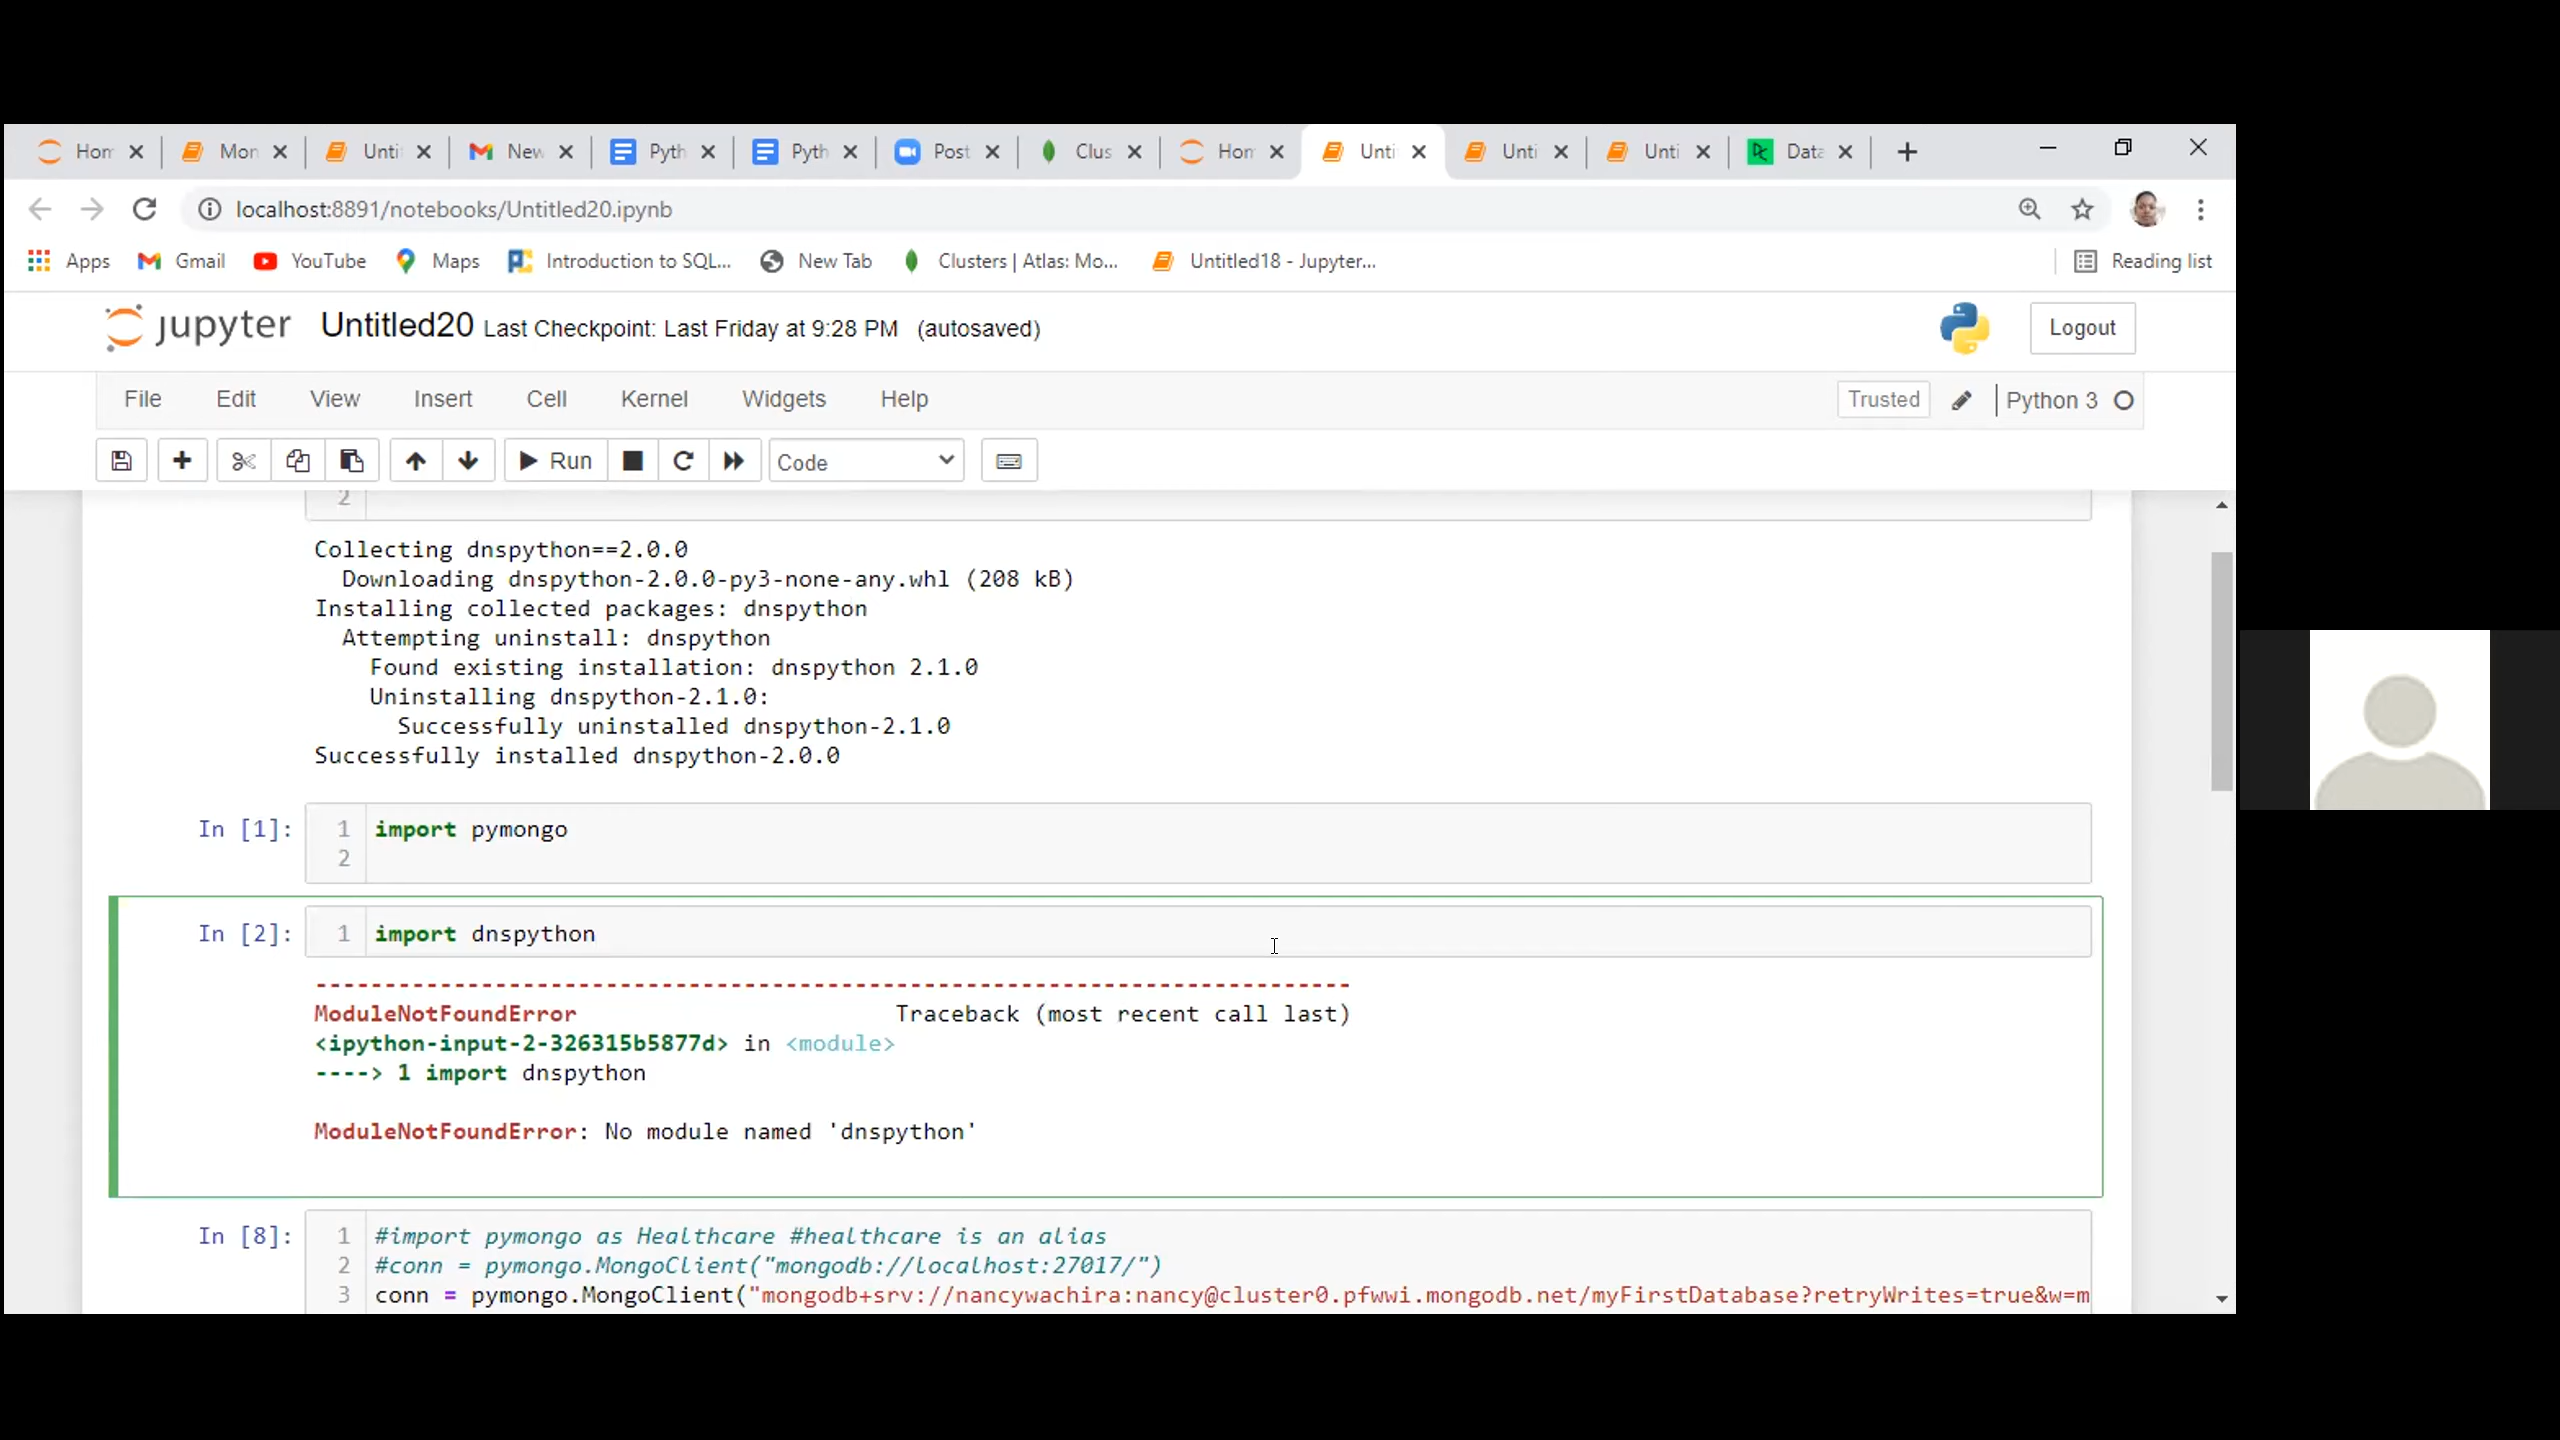 Hom Mon Unti New Pyth Pyth Post Clus Hom Unti Unti Unti Data
localhost:8891/notebooks/Untitled20.ipynb
Apps Gmail YouTube Maps Introduction to SQL... New Tab Clusters | Atlas: Mo... Untitled18 - Jupyter... Reading list
jupyter Untitled20 Last Checkpoint: Last Friday at 9:28 PM (autosaved) Logout
File Edit View Insert Cell Kernel Widgets Help Trusted Python 3
Run Code
2
Collecting dnspython==2.0.0
Downloading dnspython-2.0.0-py3-none-any.whl (208 kB)
Installing collected packages: dnspython
Attempting uninstall: dnspython
Found existing installation: dnspython 2.1.0
Uninstalling dnspython-2.1.0:
Successfully uninstalled dnspython-2.1.0
Successfully installed dnspython-2.0.0
In [1]: 1 import pymongo
2
In [2]: 1 import dnspython
---------------------------------------------------------------------------
ModuleNotFoundError Traceback (most recent call last)
<ipython-input-2-326315b5877d> in <module>
----> 1 import dnspython
ModuleNotFoundError: No module named 'dnspython'
In [8]: 1 #import pymongo as Healthcare #healthcare is an alias
2 #conn = pymongo.MongoClient("mongodb://localhost:27017/")
3 conn = pymongo.MongoClient("mongodb+srv://nancywachira:nancy@cluster0.pfwwi.mongodb.net/myFirstDatabase?retryWrites=true&w=m